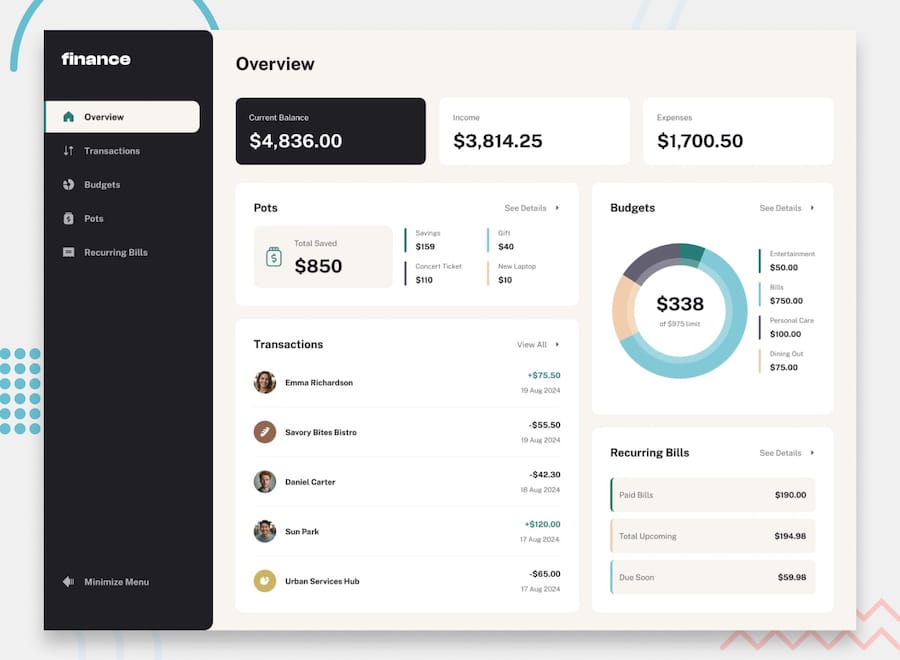 finance
Overview
Transactions
Budgets
Pots
Recurring Bills
Minimize Menu
Overview
Current Balance
$4,836.00
Income
$3,814.25
Expenses
$1,700.50
Pots
See Details
Total Saved
$850
Savings
$159
Gift
$40
Concert Ticket
$110
New Laptop
$10
Transactions
View All
Emma Richardson
+$75.50
19 Aug 2024
Savory Bites Bistro
-$55.50
19 Aug 2024
Daniel Carter
-$42.30
18 Aug 2024
Sun Park
+$120.00
17 Aug 2024
Urban Services Hub
-$65.00
17 Aug 2024
Budgets
See Details
$338
of $975 limit
Entertainment
$50.00
Bills
$750.00
Personal Care
$100.00
Dining Out
$75.00
Recurring Bills
See Details
Paid Bills
$190.00
Total Upcoming
$194.98
Due Soon
$59.98